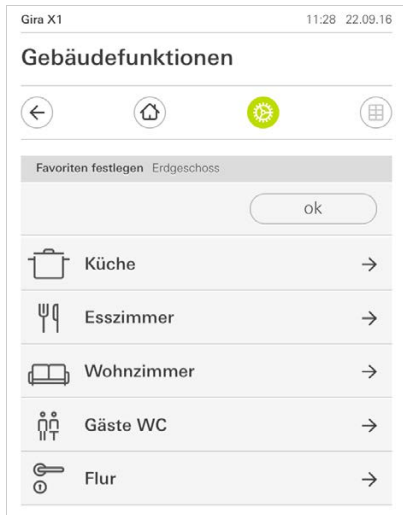 Gira X1 11:28 22.09.16
Gebäudefunktionen
Favoriten festlegen Erdgeschoss
ok
Küche
Esszimmer
Wohnzimmer
Gäste WC
Flur